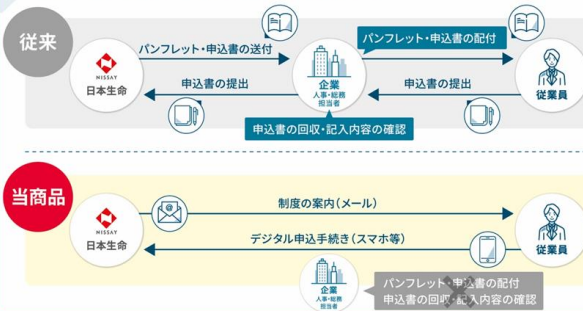 従来
パンフレット・申込書の送付
パンフレット・申込書の配付
NISSAY
日本生命
企業
人事・総務
担当者
従業員
申込書の提出
申込書の提出
申込書の回収・記入内容の確認
当商品
制度の案内(メール)
NISSAY
日本生命
デジタル申込手続き(スマホ等)
従業員
企業
人事・総務
担当者
パンフレット・申込書の配付
申込書の回収・記入内容の確認